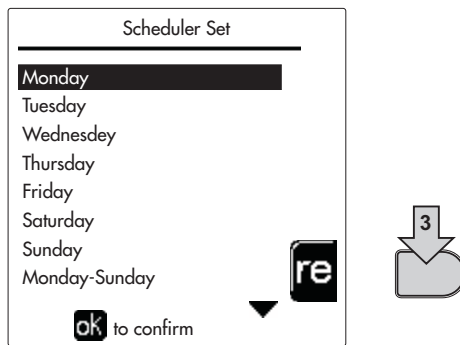 Scheduler Set
Monday
Tuesday
Wednesdey
Thursday
Friday
Saturday
Sunday
Monday-Sunday
re
ok to confirm
3